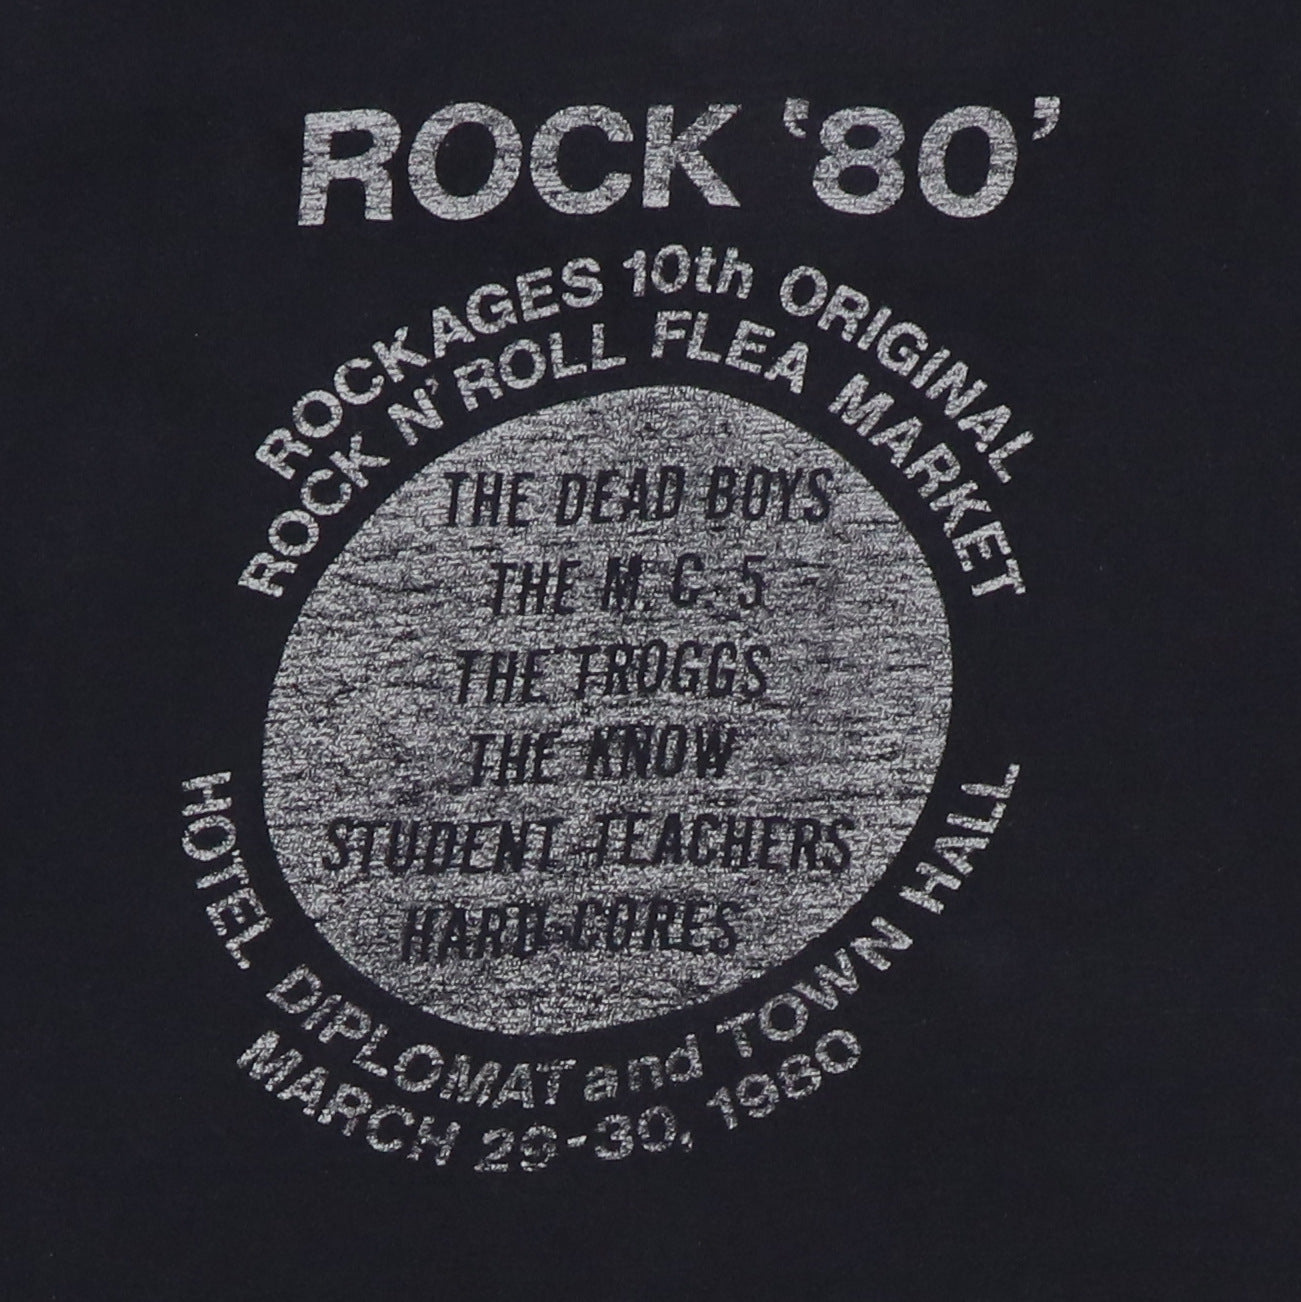 ROCK '80'
ROCKAGES 10th ORIGINAL
ROCK N' ROLL FLEA MARKET
THE DEAD BOYS
THE M.C.5
THE TROGGS
THE KNOW
STUDENT TEACHERS
HARD-CORES
HOTEL DIPLOMAT and TOWN HALL
MARCH 29-30, 1980